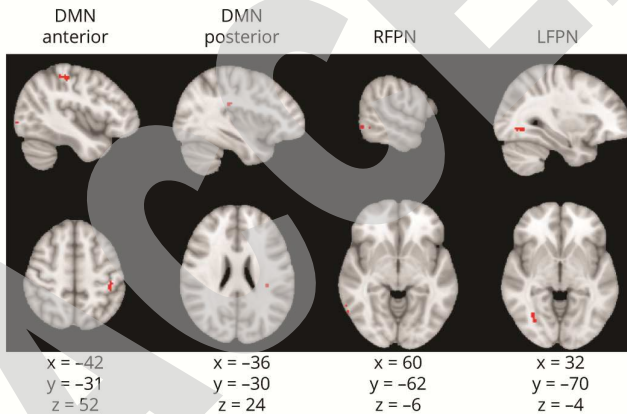 DMN
anterior
DMN
posterior
RFPN
LFPN
x = –42
y = –31
z = 52
x = –36
y = –30
z = 24
x = 60
y = –62
z = –6
x = 32
y = –70
z = –4